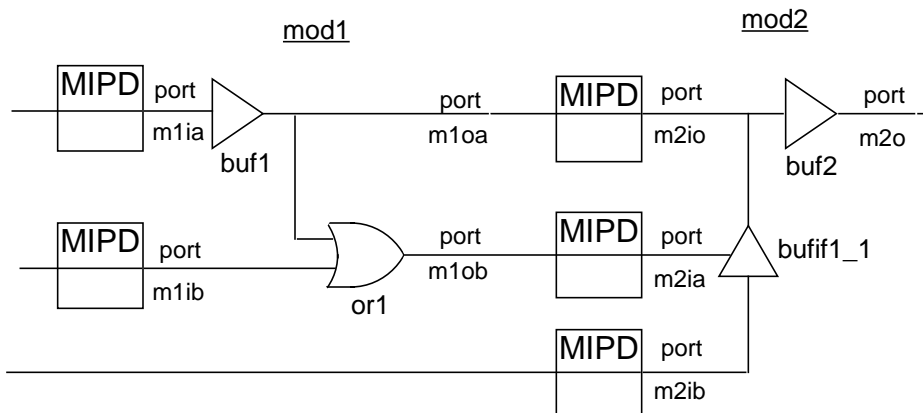 mod1
mod2
MIPD
port
m1ia
buf1
port
m1oa
MIPD
port
m2io
buf2
port
m2o
MIPD
port
m1ib
or1
port
m1ob
MIPD
port
m2ia
bufif1_1
MIPD
port
m2ib